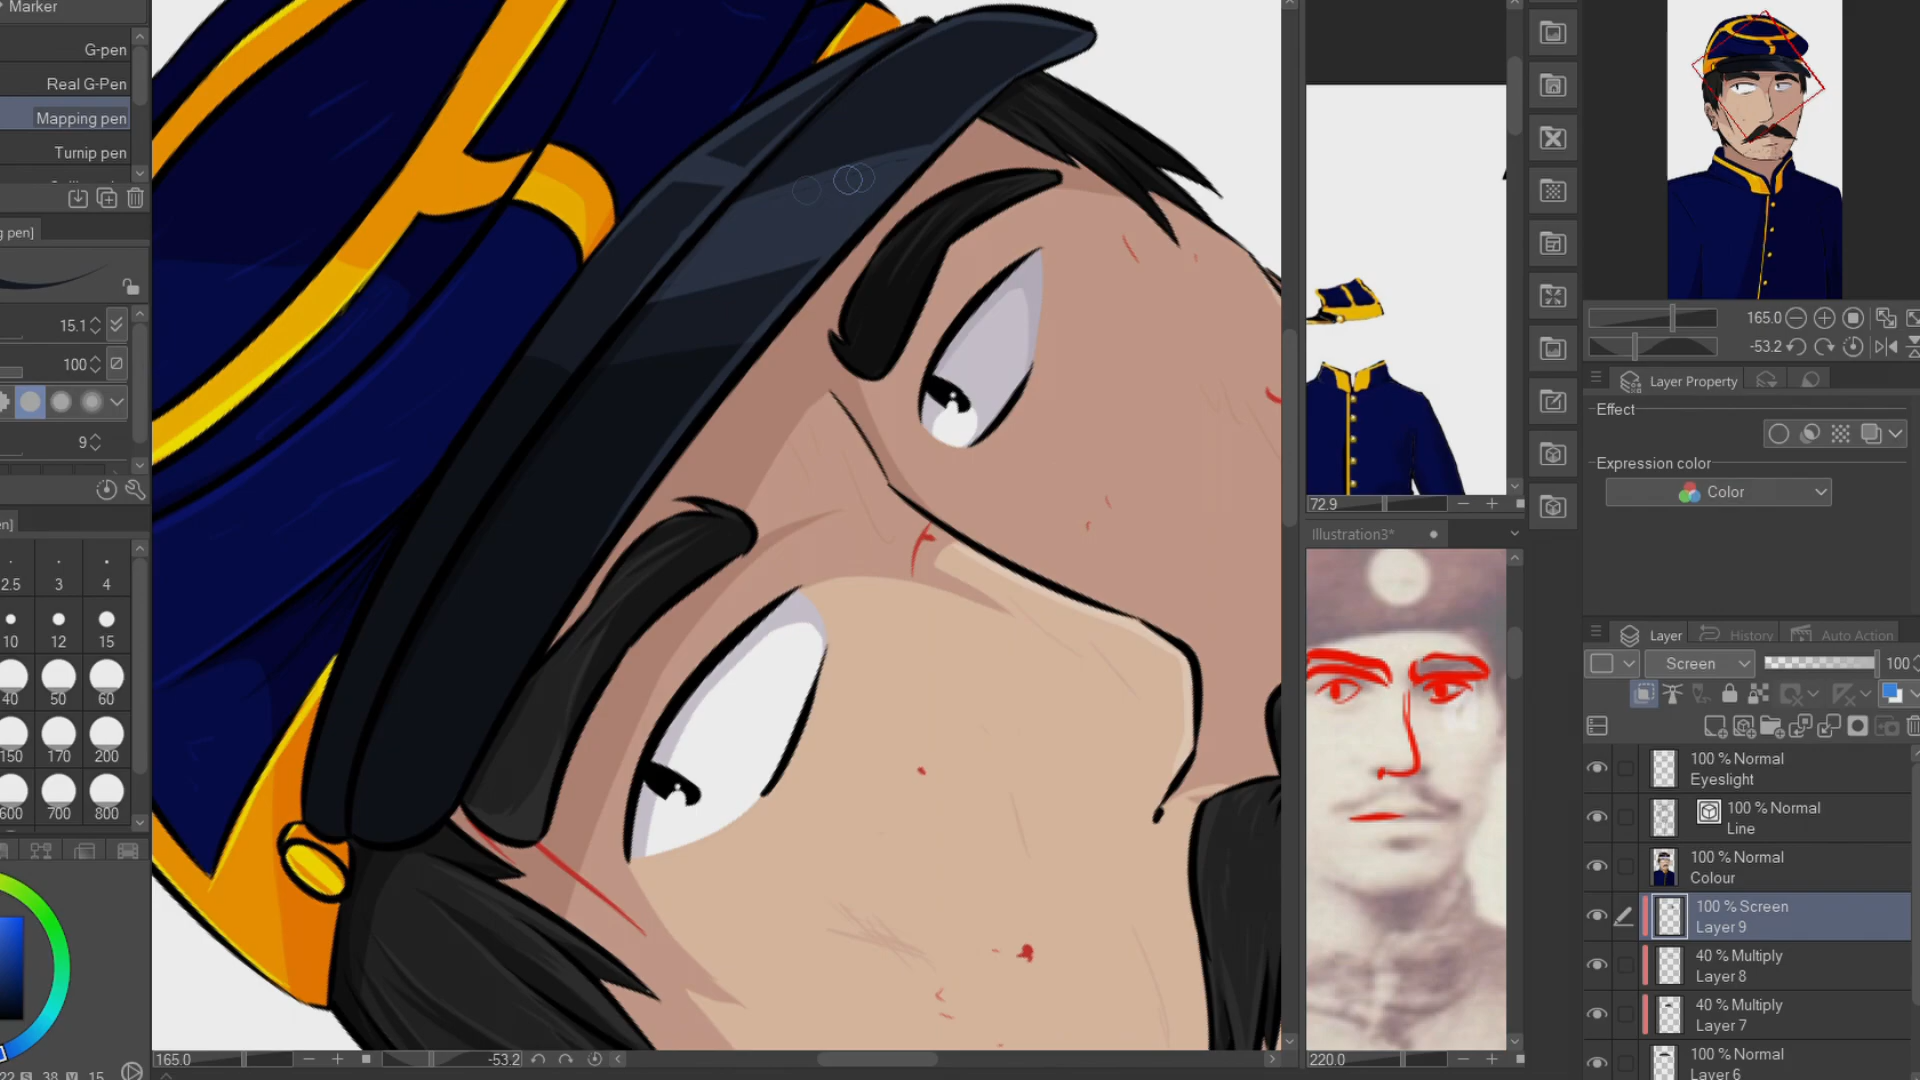 Marker
G-pen
Real G-Pen
Mapping pen
Turnip pen
g pen]
15.1
100
9
en]
2.5 3 4
10 12 15
40 50 60
150 170 200
600 700 800
22 S 38 V 15
165.0 -53.2
72.9
Illustration3*
220.0
165.0
-53.2
Layer Property
Effect
Expression color
Color
Layer History Auto Action
Screen 100
100 % Normal
Eyeslight
100 % Normal
Line
100 % Normal
Colour
100 % Screen
Layer 9
40 % Multiply
Layer 8
40 % Multiply
Layer 7
100 % Normal
Layer 6